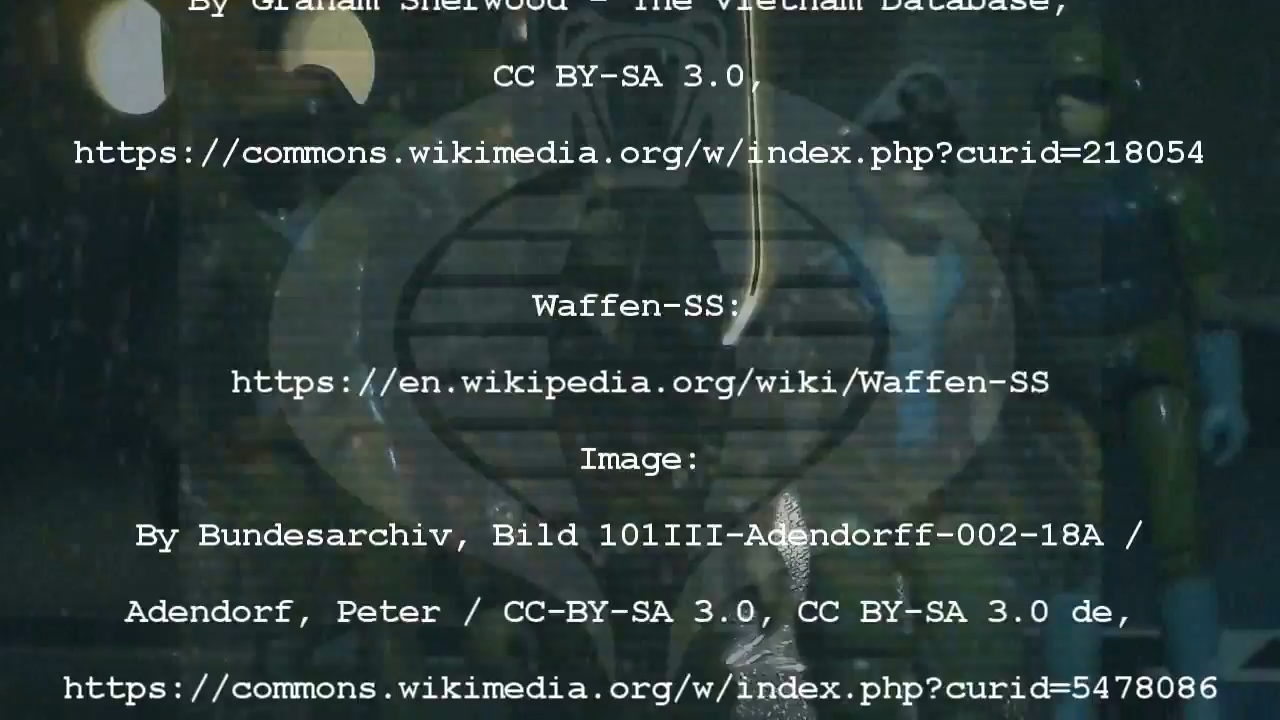 By Graham Sherwood - The Vietnam Database,
CC BY-SA 3.0,
https://commons.wikimedia.org/w/index.php?curid=218054
Waffen-SS:
https://en.wikipedia.org/wiki/Waffen-SS
Image:
By Bundesarchiv, Bild 101III-Adendorff-002-18A /
Adendorf, Peter / CC-BY-SA 3.0, CC BY-SA 3.0 de,
https://commons.wikimedia.org/w/index.php?curid=5478086